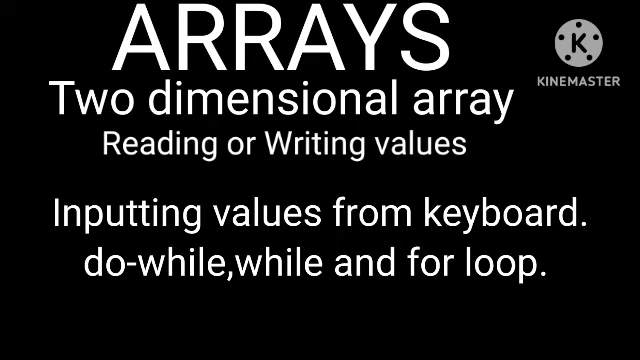 ARRAYS
K
KINEMASTER
Two dimensional array
Reading or Writing values
Inputting values from keyboard.
do-while,while and for loop.